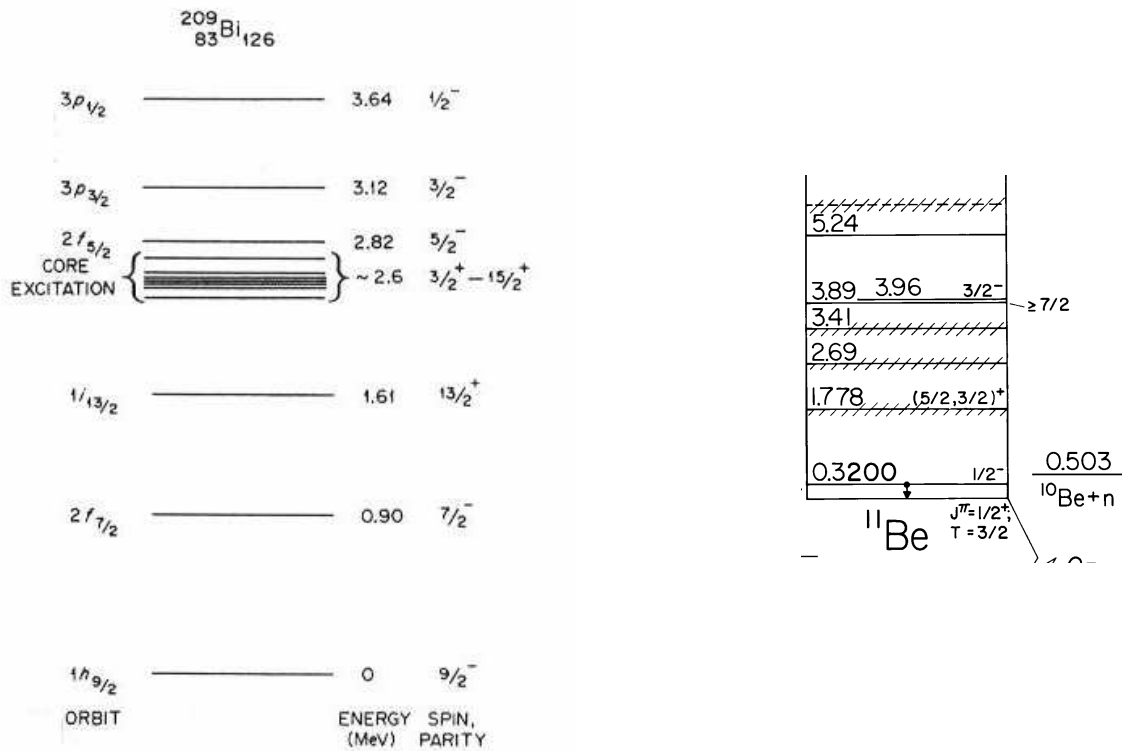 ²⁰⁹₈₃Bi₁₂₆
3p₁/₂ 3.64 1/2⁻
3p₃/₂ 3.12 3/2⁻
2f₅/₂ 2.82 5/2⁻
CORE
EXCITATION ~2.6 3/2⁺ – 15/2⁺
1i₁₃/₂ 1.61 13/2⁺
2f₇/₂ 0.90 7/2⁻
1h₉/₂ 0 9/2⁻
ORBIT ENERGY SPIN,
(MeV) PARITY
5.24
3.89 3.96 3/2⁻
≥7/2
3.41
2.69
1.778 (5/2,3/2)⁺
0.3200 1/2⁻
0.503
¹⁰Be+n
¹¹Be
Jᵖⁱ=1/2⁺;
T=3/2